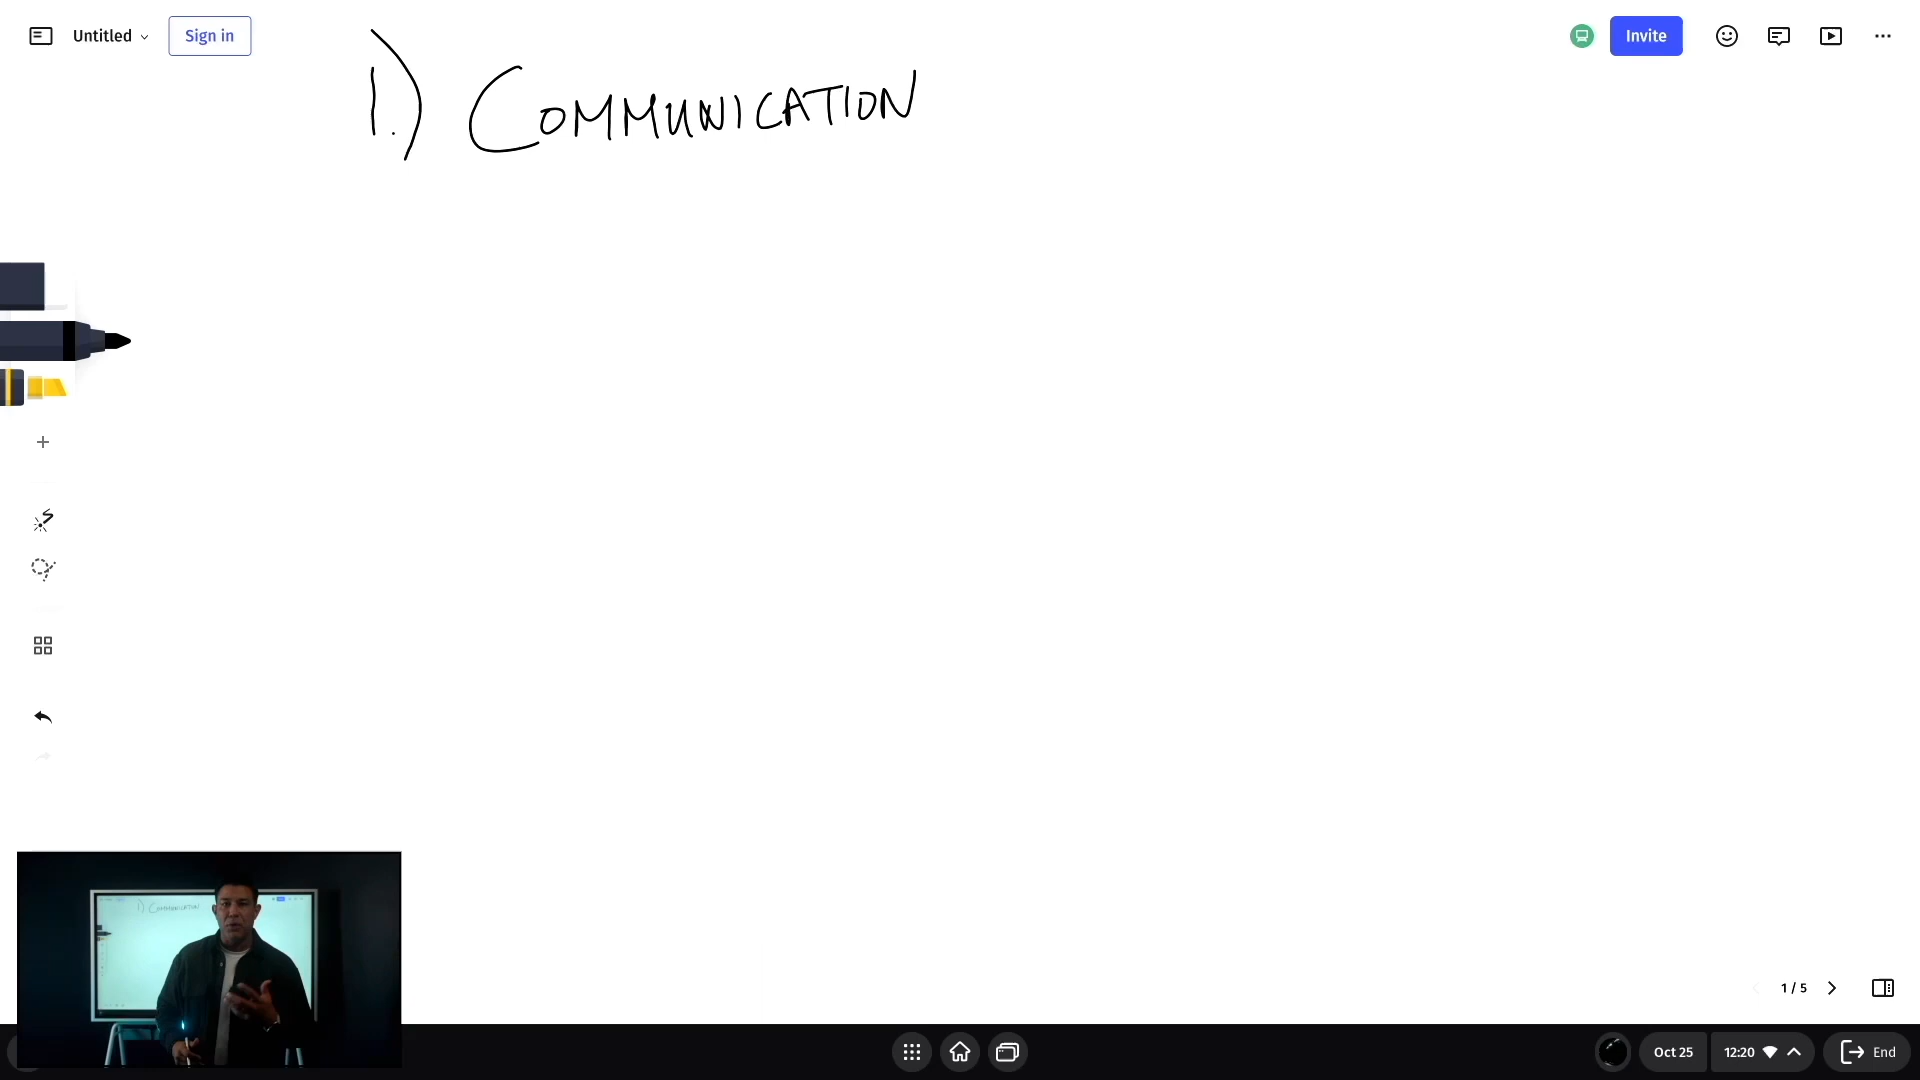 Untitled
Sign in
Invite
1.) COMMUNICATION
1 / 5
Oct 25
12:20
End